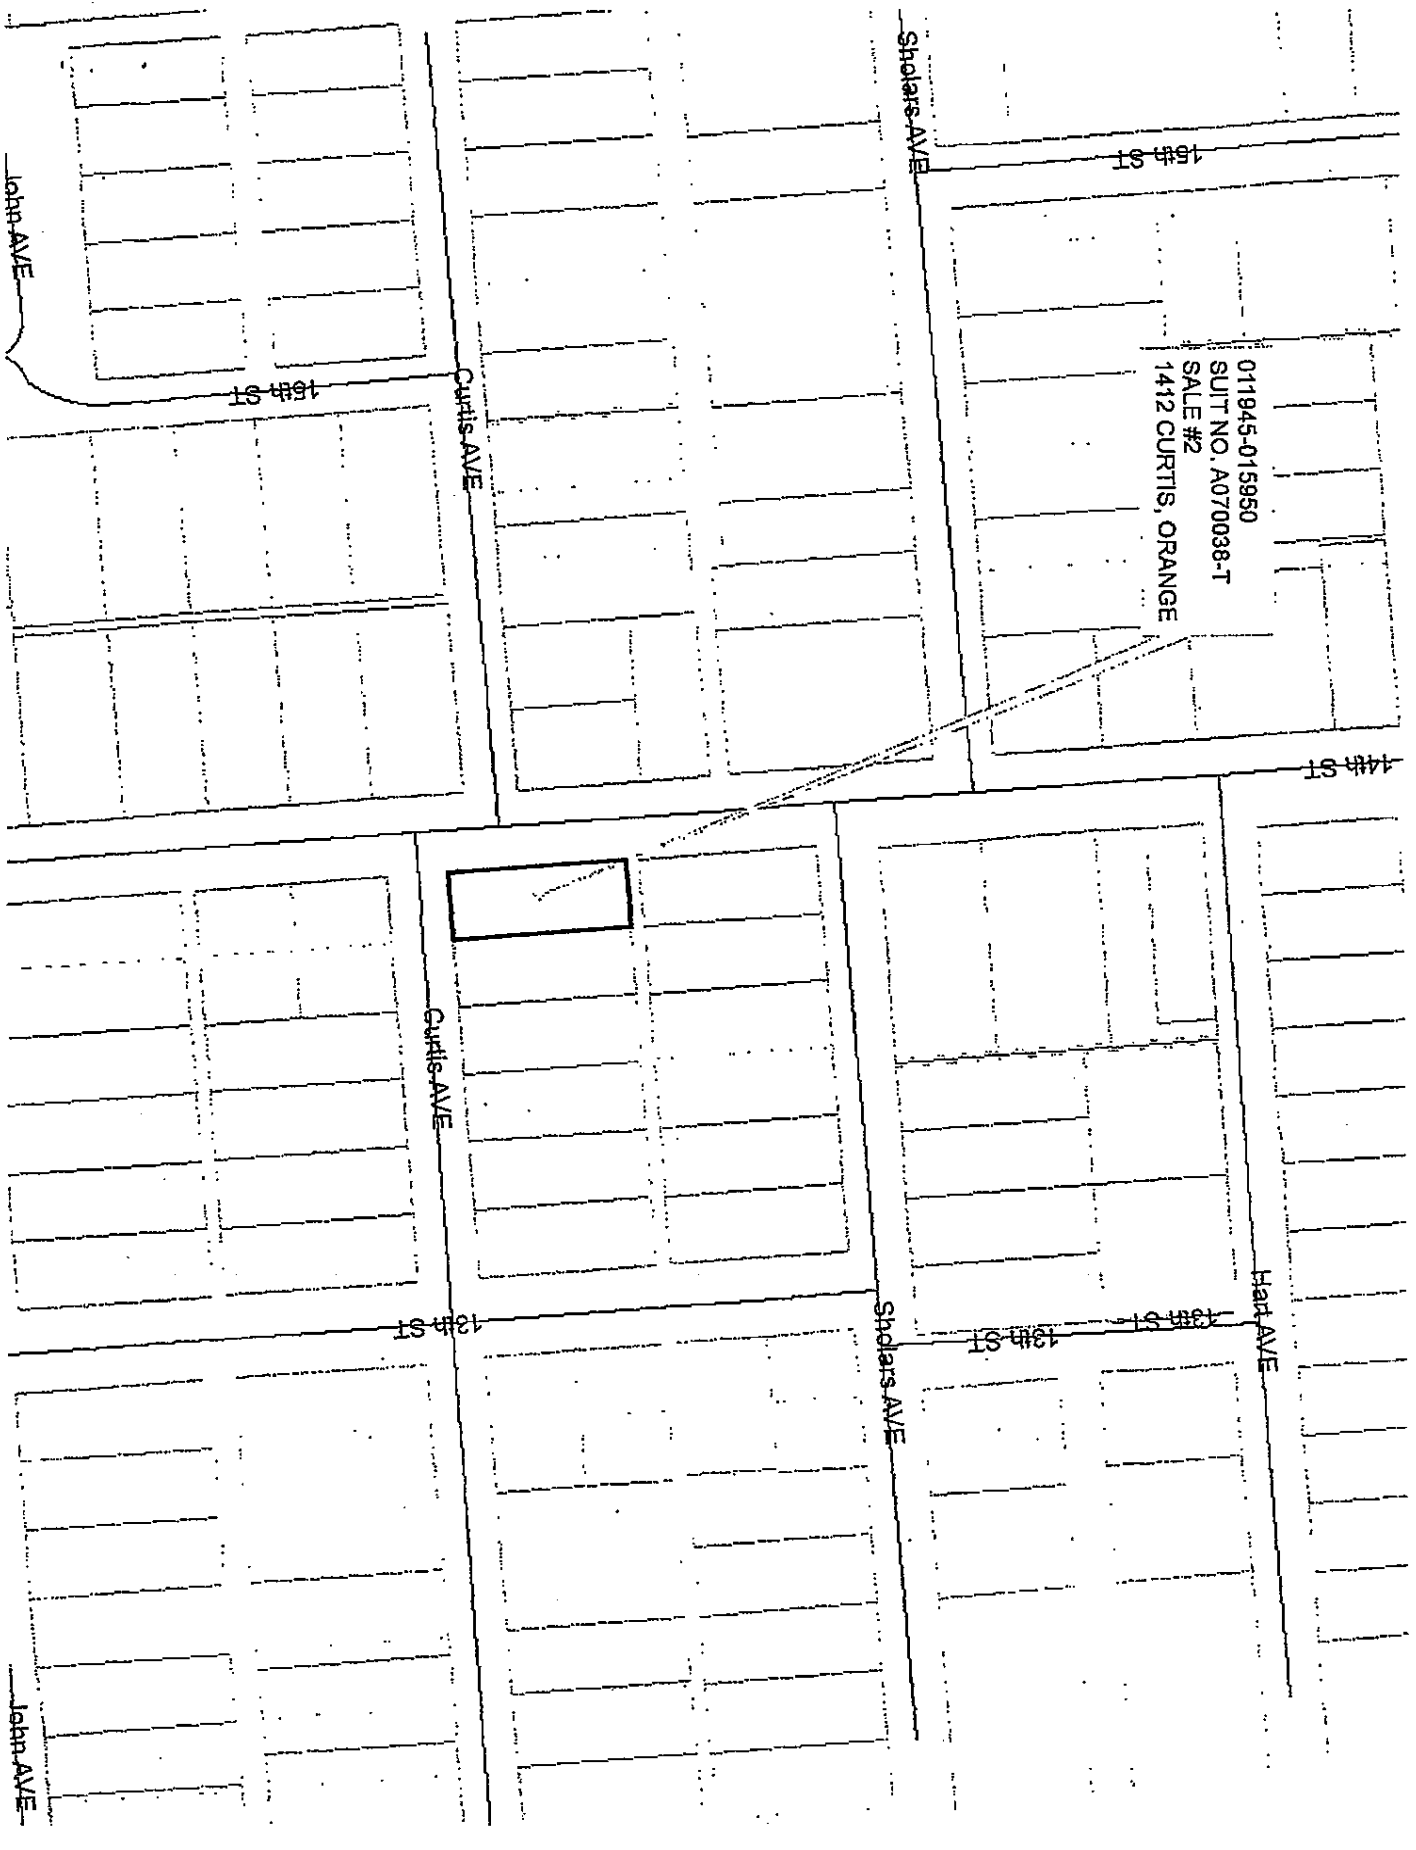 Sholars AVE
15th ST
John AVE
15th ST
Curtis AVE
011945-015950
SUIT NO. A070038-T
SALE #2
1412 CURTIS, ORANGE
14th ST
Curtis AVE
13th ST
Sholars AVE
13th ST
13th ST
Hart AVE
John AVE